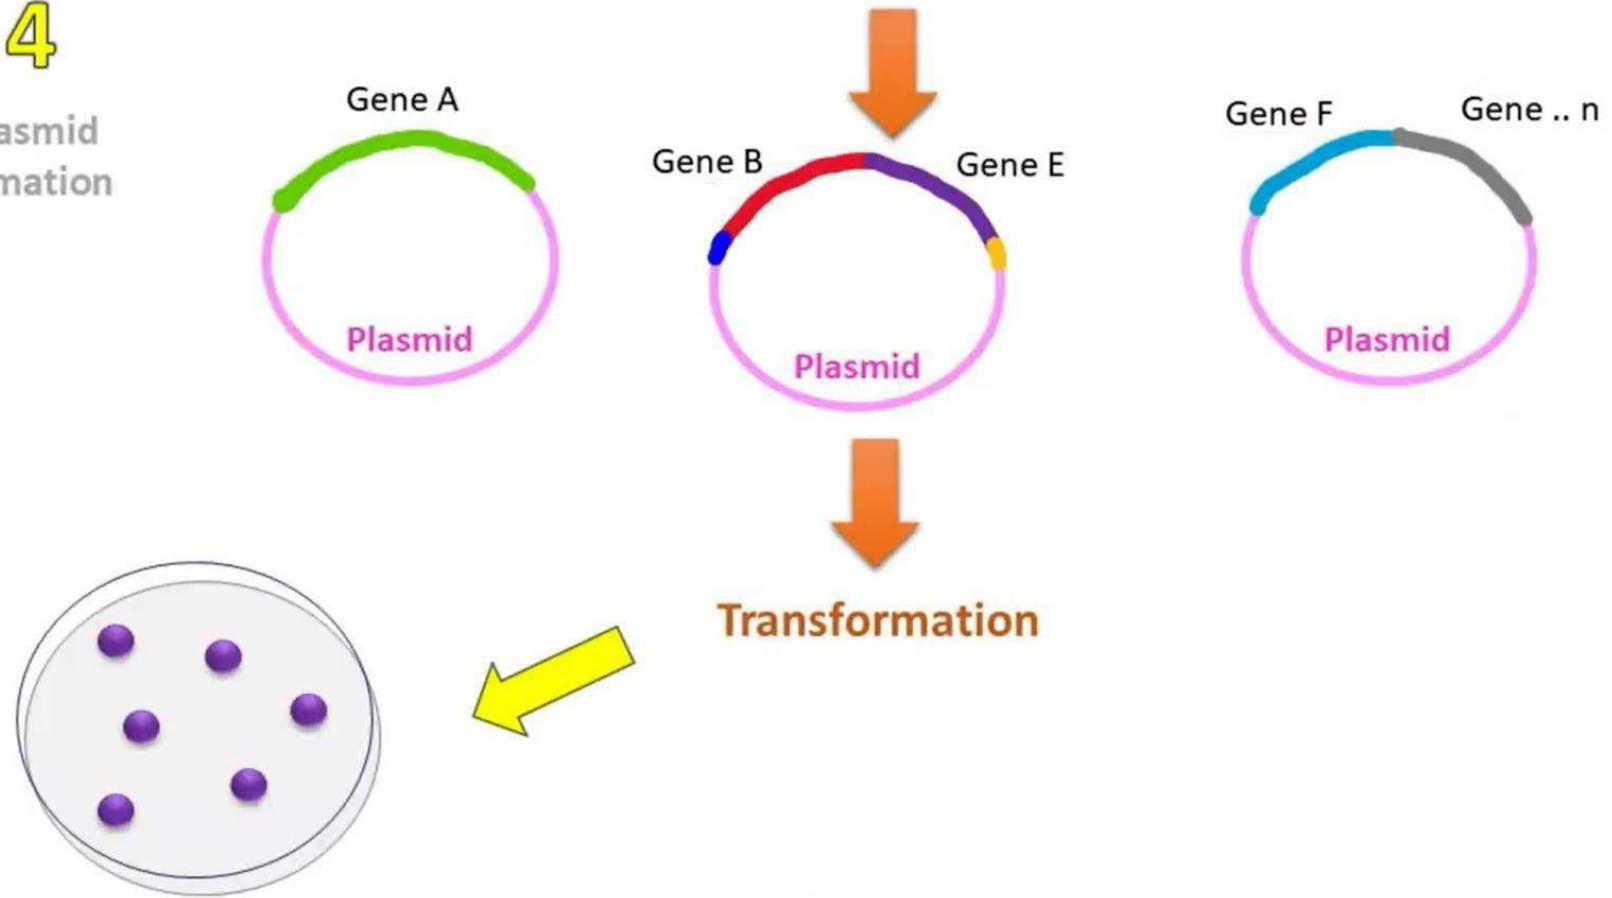 4
asmid
mation
Gene A
Gene B
Gene E
Gene F
Gene .. n
Plasmid
Plasmid
Plasmid
Transformation